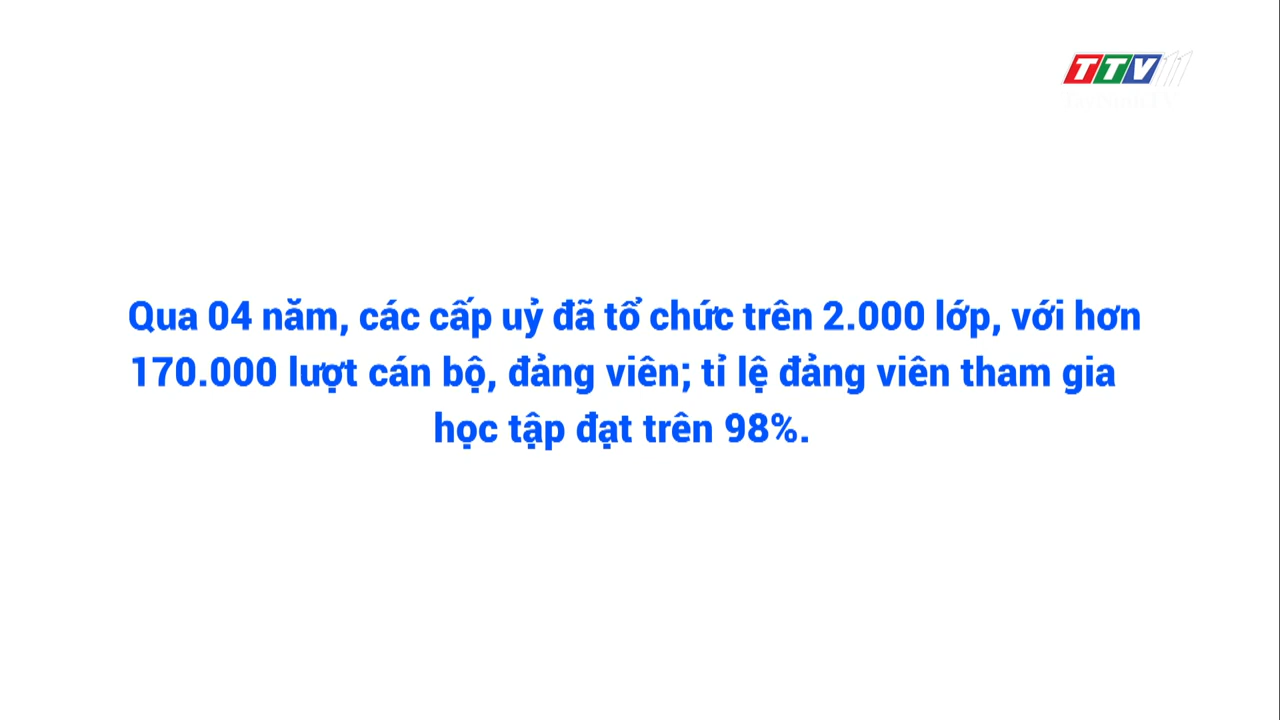 TTV11
Qua 04 năm, các cấp uỷ đã tổ chức trên 2.000 lớp, với hơn
170.000 lượt cán bộ, đảng viên; tỉ lệ đảng viên tham gia
học tập đạt trên 98%.